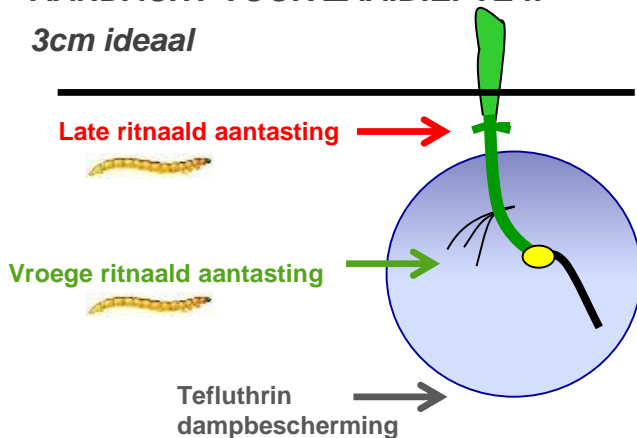 3cm ideaal
Late ritnaald aantasting
Vroege ritnaald aantasting
Tefluthrin
dampbescherming